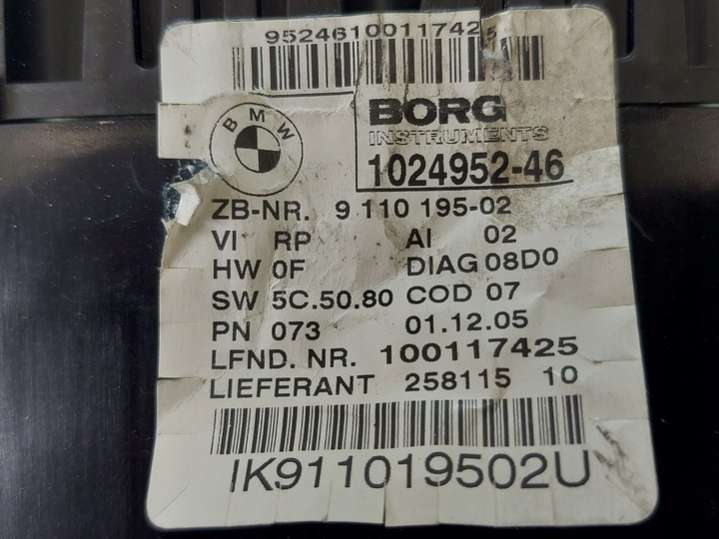 9524610011742
BMW
BORG
INSTRUMENTS
1024952-46
ZB-NR. 9 110 195-02
VI RP AI 02
HW 0F DIAG 08D0
SW 5C.50.80 COD 07
PN 073 01.12.05
LFND. NR. 100117425
LIEFERANT 258115 10
IK911019502U